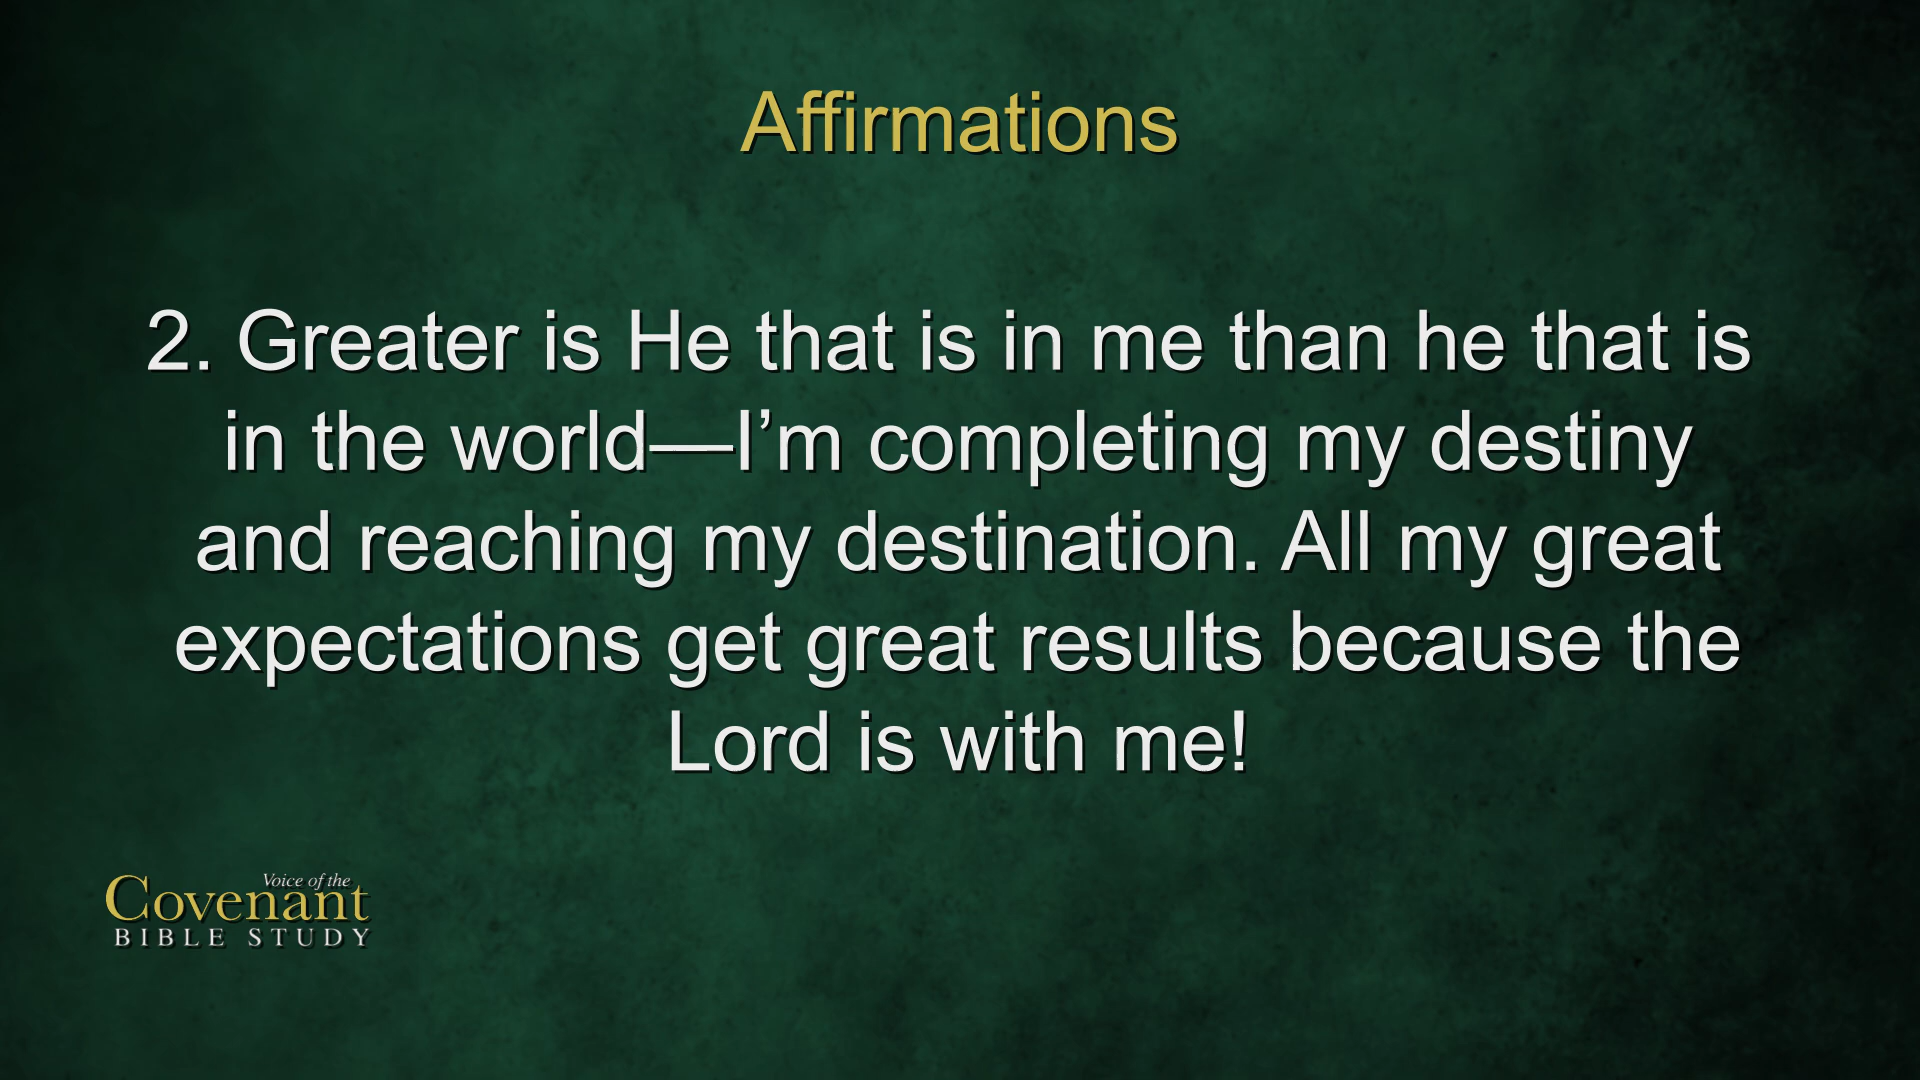 Affirmations
2. Greater is He that is in me than he that is
in the world—I’m completing my destiny
and reaching my destination. All my great
expectations get great results because the
Lord is with me!
Voice of the
Covenant
BIBLE STUDY